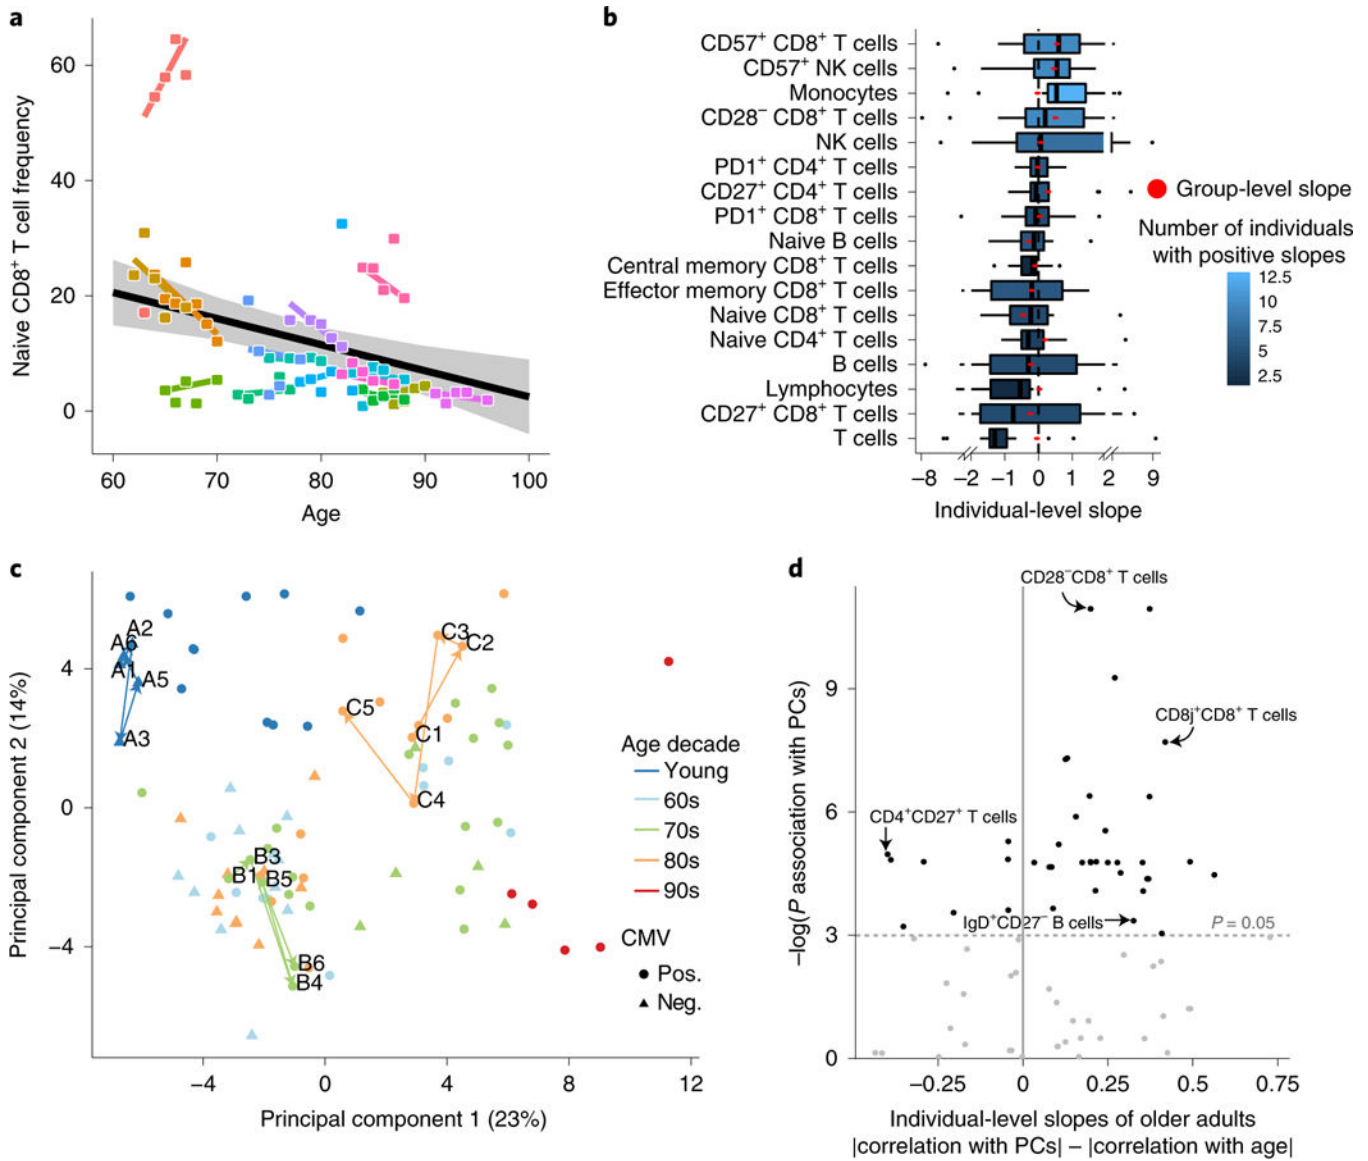 a
Naive CD8⁺ T cell frequency
60
40
20
0
60 70 80 90 100
Age
b
CD57⁺ CD8⁺ T cells
CD57⁺ NK cells
Monocytes
CD28⁻ CD8⁺ T cells
NK cells
PD1⁺ CD4⁺ T cells
CD27⁺ CD4⁺ T cells
PD1⁺ CD8⁺ T cells
Naive B cells
Central memory CD8⁺ T cells
Effector memory CD8⁺ T cells
Naive CD8⁺ T cells
Naive CD4⁺ T cells
B cells
Lymphocytes
CD27⁺ CD8⁺ T cells
T cells
−8 −2 −1 0 1 2 9
Individual-level slope
Group-level slope
Number of individuals
with positive slopes
12.5
10
7.5
5
2.5
c
Principal component 2 (14%)
4
0
−4
A2
A6
A1
A5
A3
C3
C2
C5
C1
C4
B3
B1
B5
B6
B4
−4 0 4 8 12
Principal component 1 (23%)
Age decade
Young
60s
70s
80s
90s
CMV
Pos.
Neg.
d
−log(P association with PCs)
9
6
3
0
CD28⁻CD8⁺ T cells
CD8j⁺CD8⁺ T cells
CD4⁺CD27⁺ T cells
IgD⁺CD27⁻ B cells
P = 0.05
−0.25 0 0.25 0.5 0.75
Individual-level slopes of older adults
|correlation with PCs| − |correlation with age|